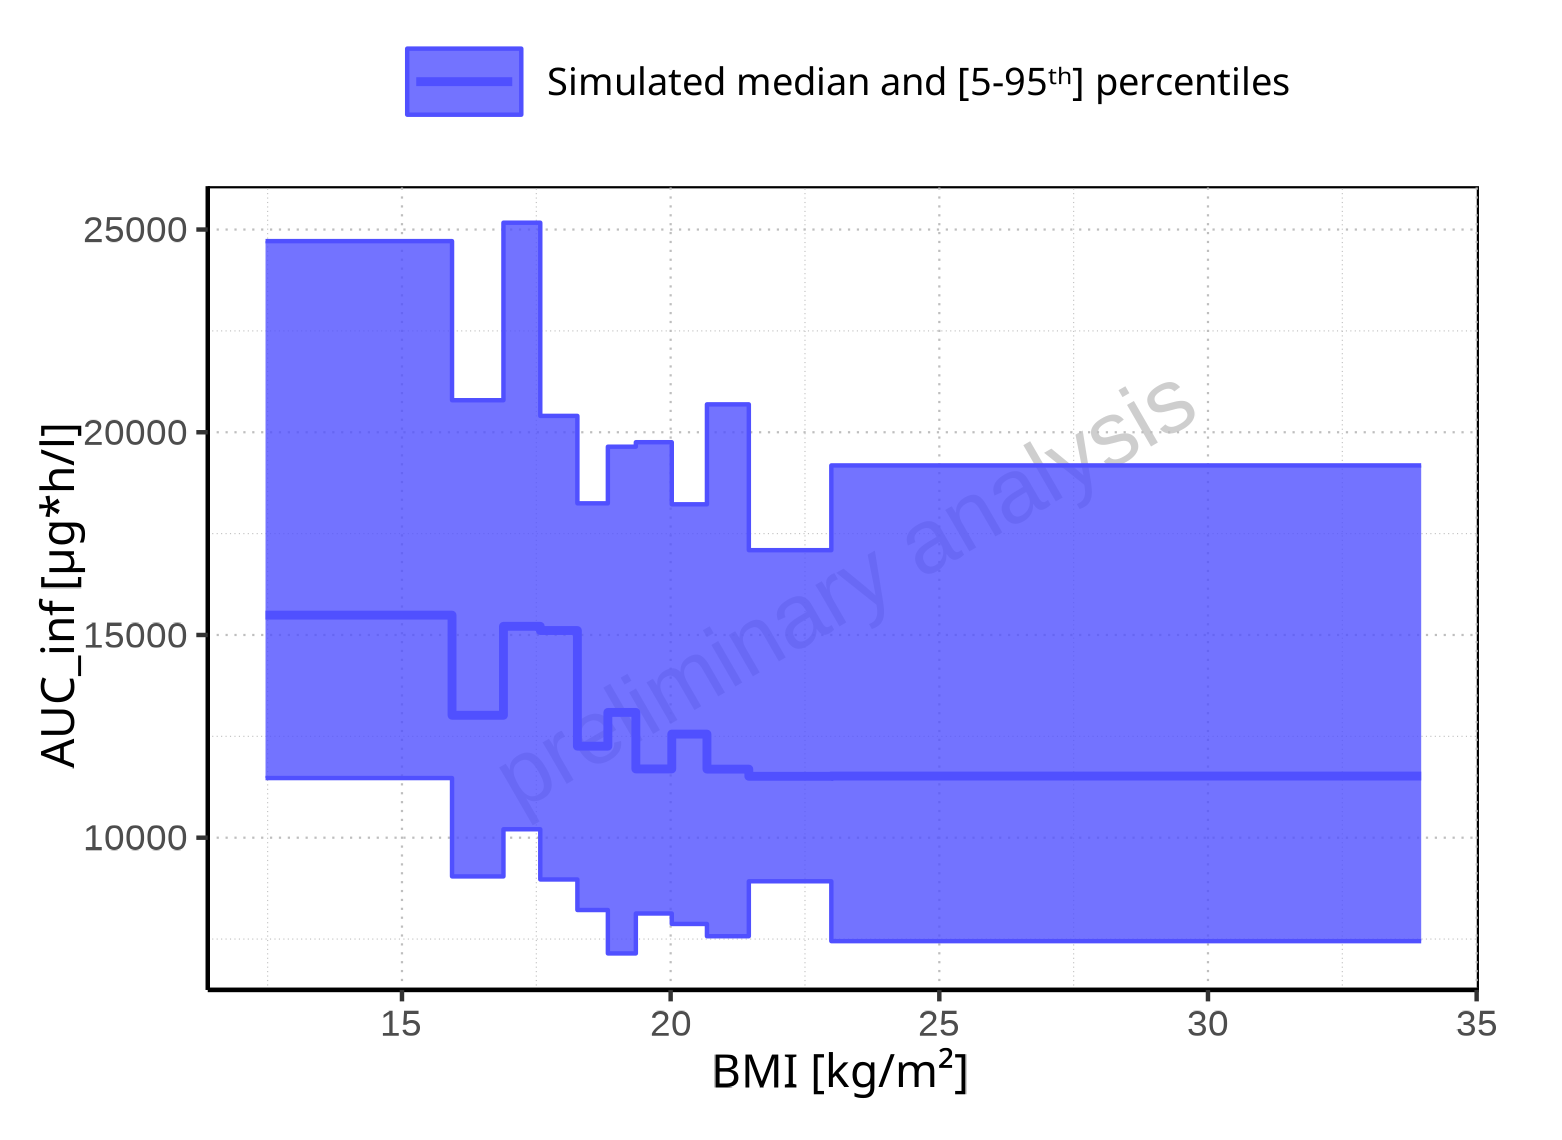 Simulated median and [5-95ᵗʰ] percentiles
AUC_inf [µg*h/l]
25000
20000
15000
10000
preliminary analysis
15 20 25 30 35
BMI [kg/m²]